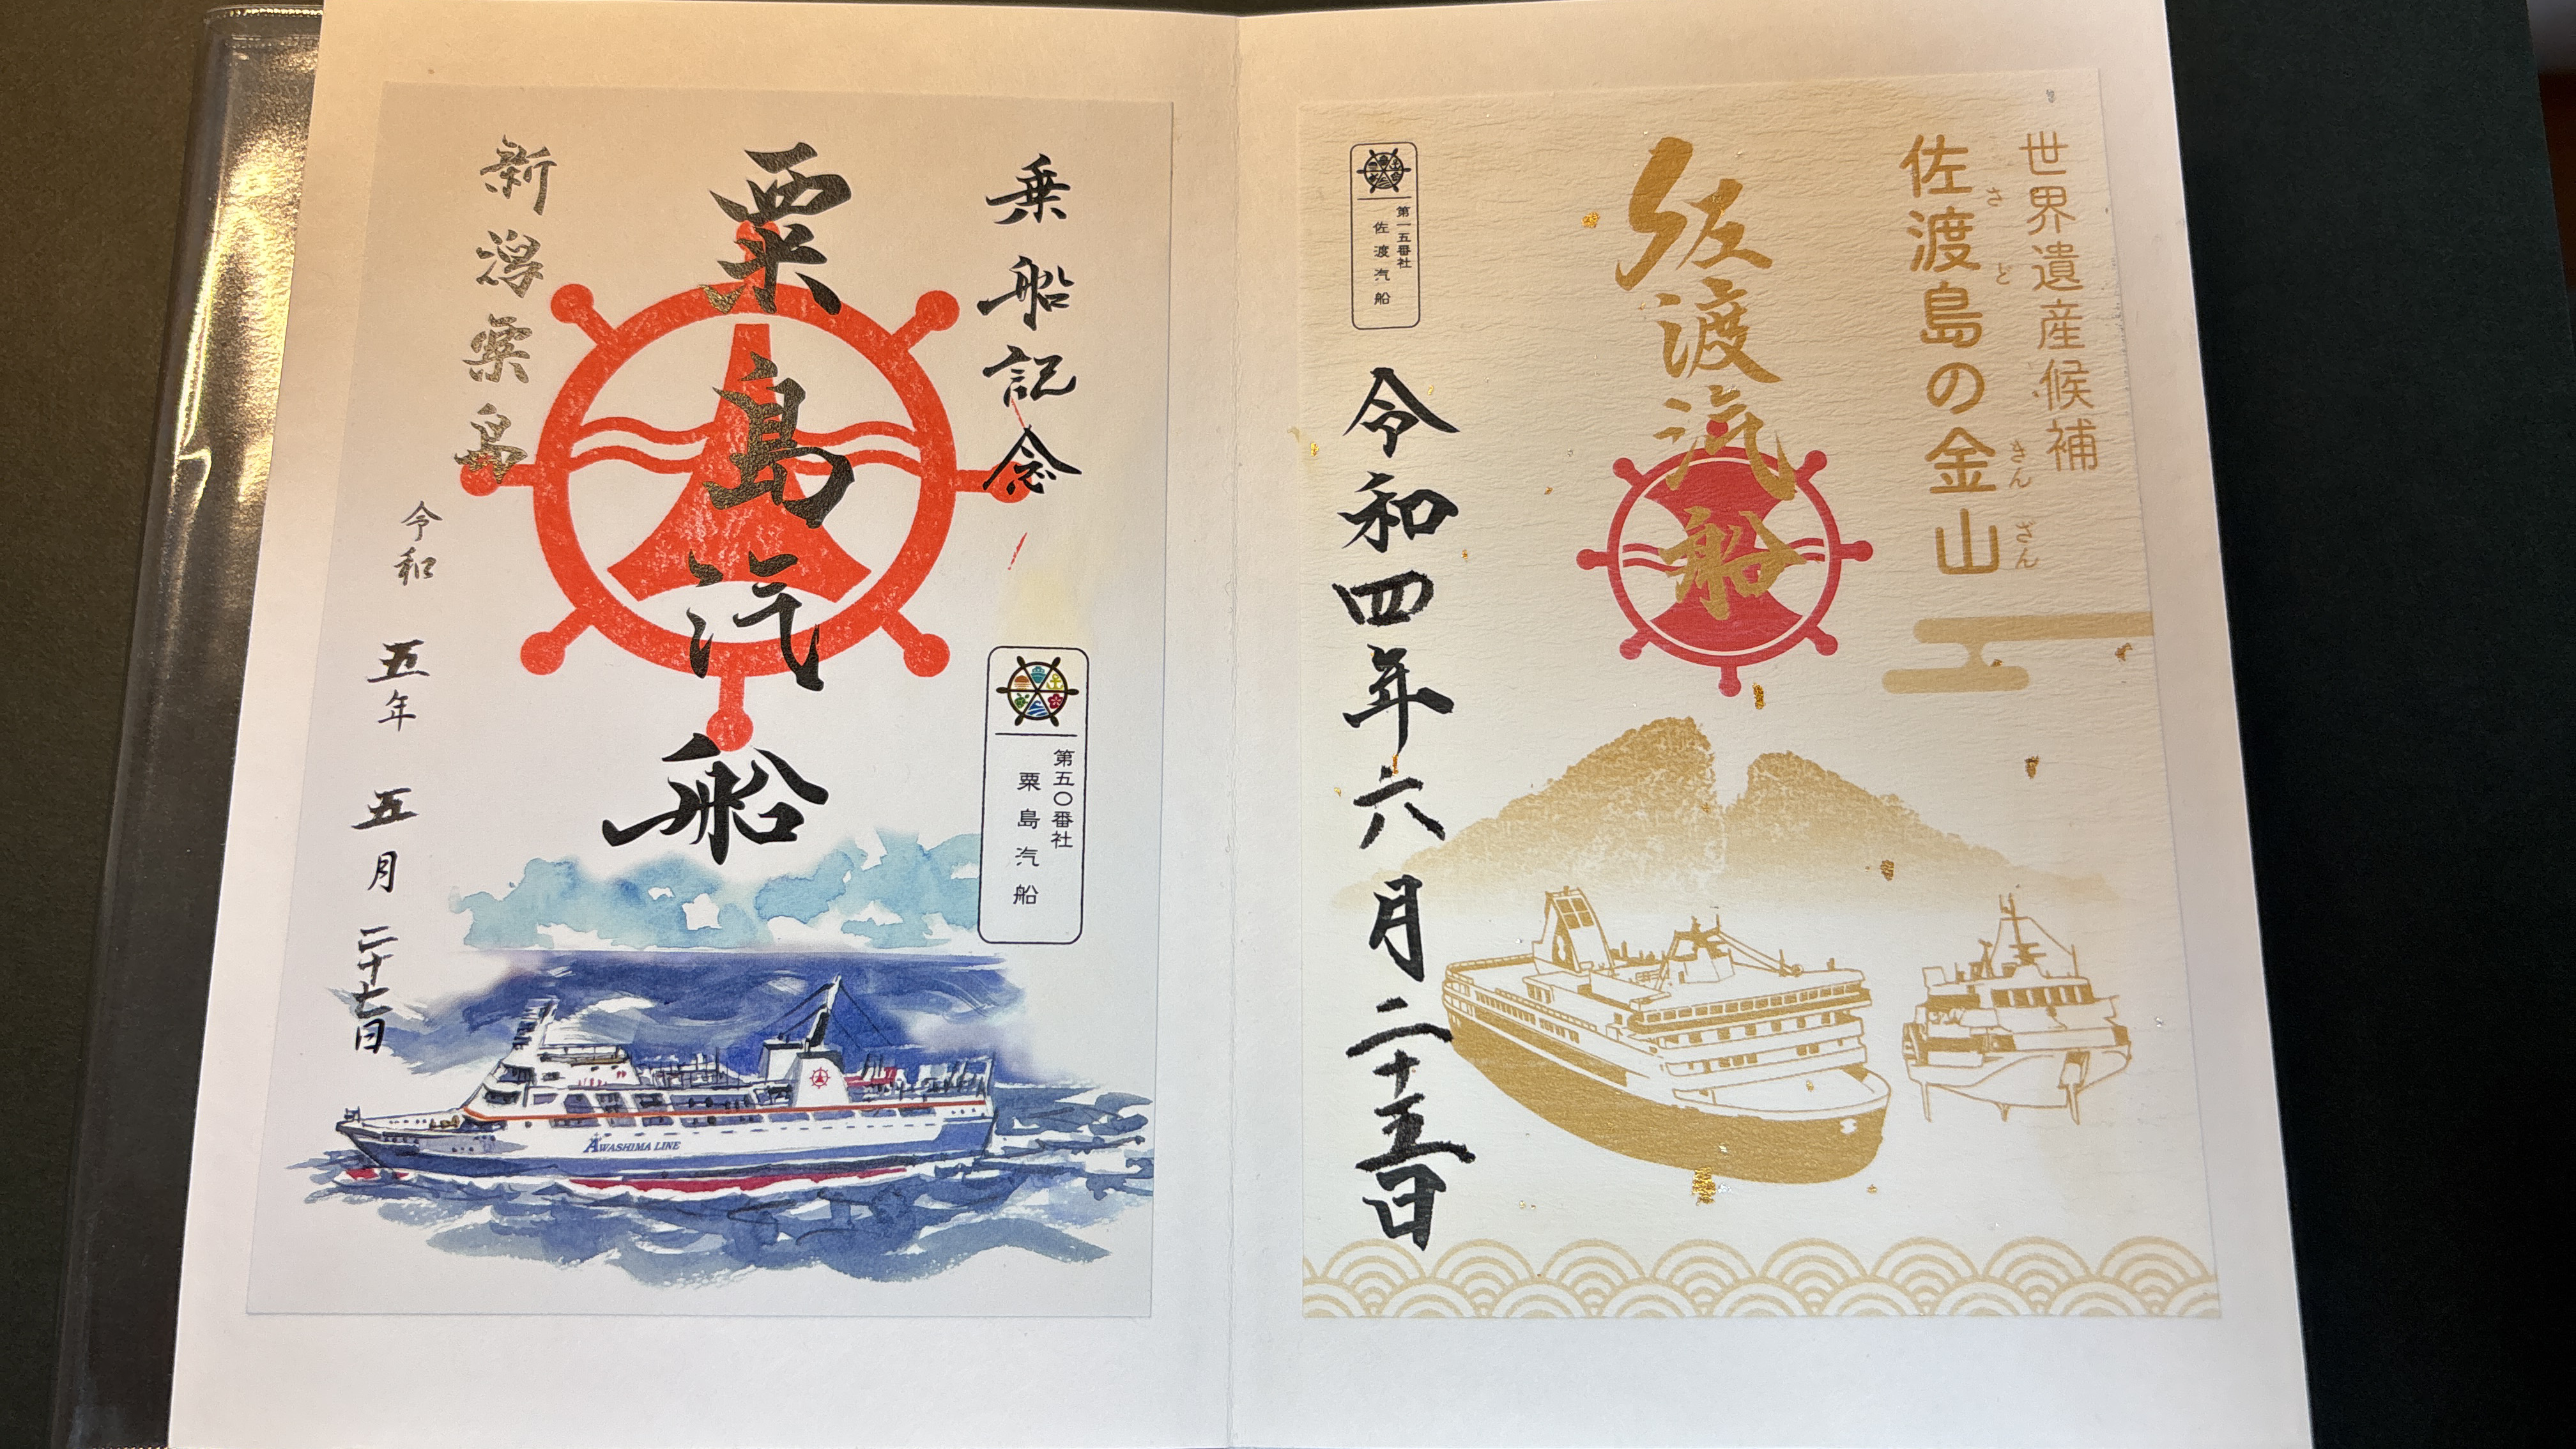 乗船記念
粟島汽船
新潟粟島
令和 五年 五月 二十七日
第五〇番社
粟島汽船
AWASHIMA LINE
世界遺産候補
佐渡島の金山
さど
きんざん
佐渡汽船
第一五番社
佐渡汽船
令和四年六月二十五日